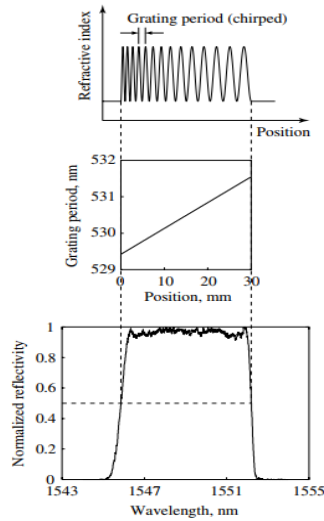 Grating period (chirped)
Refractive index
Position
532
531
530
529
Grating period, nm
0
10
20
30
Position, mm
1
0.8
0.6
0.4
0.2
0
Normalized reflectivity
1543
1547
1551
1555
Wavelength, nm